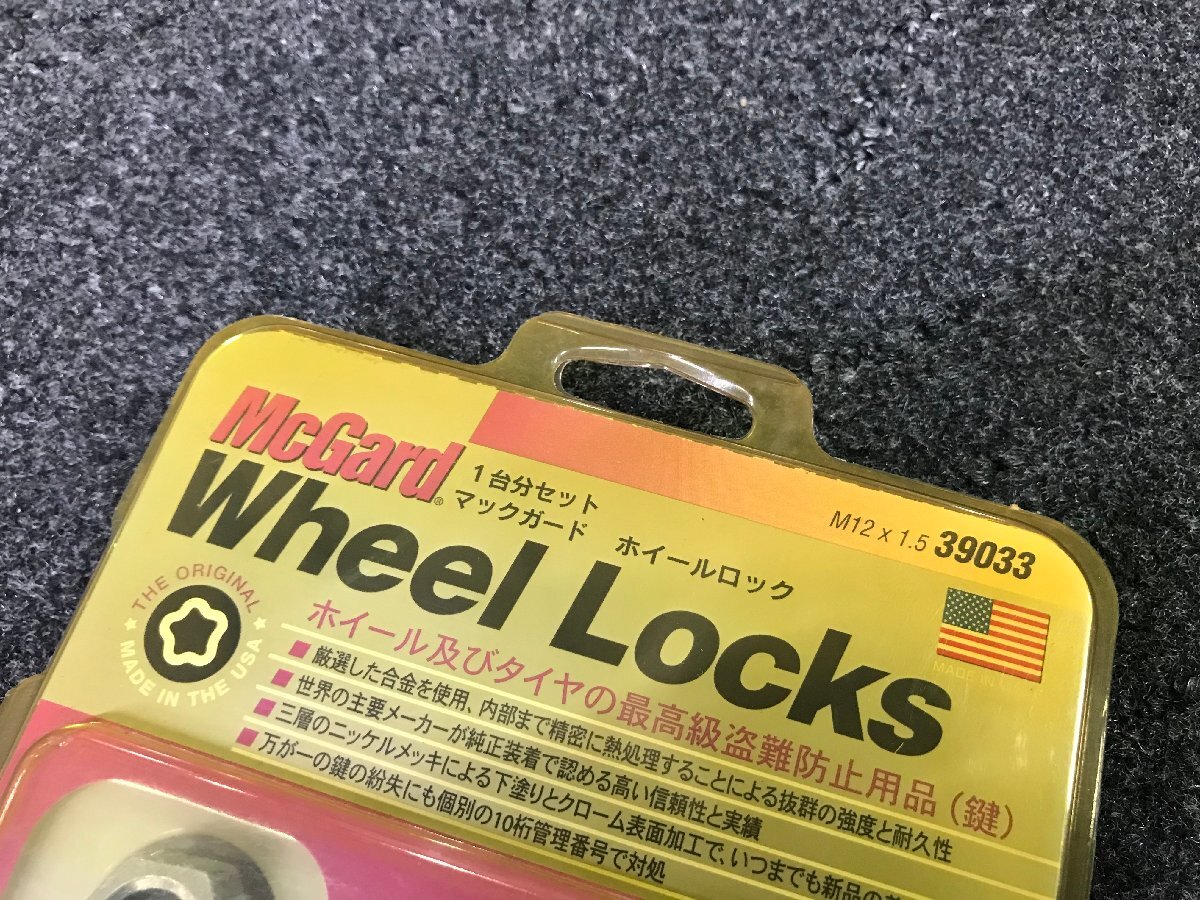 McGard®
1台分セット
マックガード ホイールロック
M12 x 1.5 39033
Wheel Locks
THE ORIGINAL
MADE IN THE USA
MADE IN
ホイール及びタイヤの最高級盗難防止用品(鍵)
■ 厳選した合金を使用、内部まで精密に熱処理することによる抜群の強度と耐久性
■ 世界の主要メーカーが純正装着で認める高い信頼性と実績
■ 三層のニッケルメッキによる下塗りとクローム表面加工で、いつまでも新品の
■ 万が一の鍵の紛失にも個別の10桁管理番号で対処